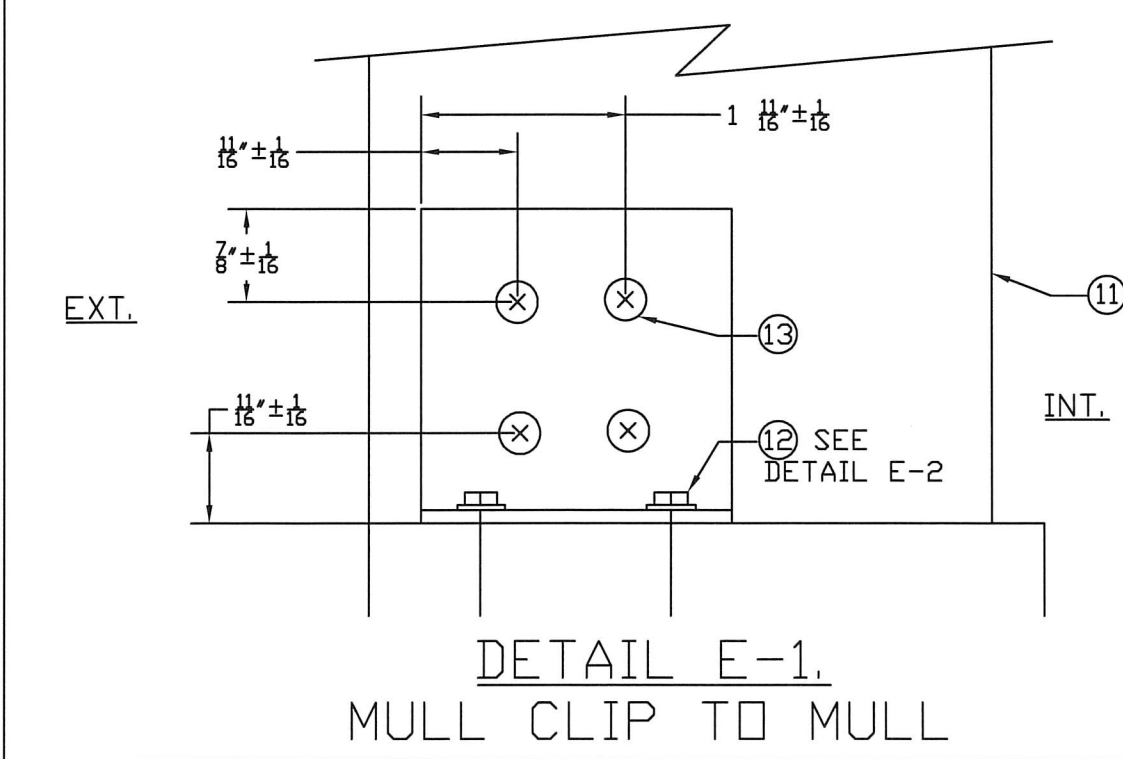 1 11/16" ± 1/16
11/16" ± 1/16
7/8" ± 1/16
EXT.
11
13
11/16" ± 1/16
INT.
12 SEE
DETAIL E-2
DETAIL E-1.
MULL CLIP TO MULL